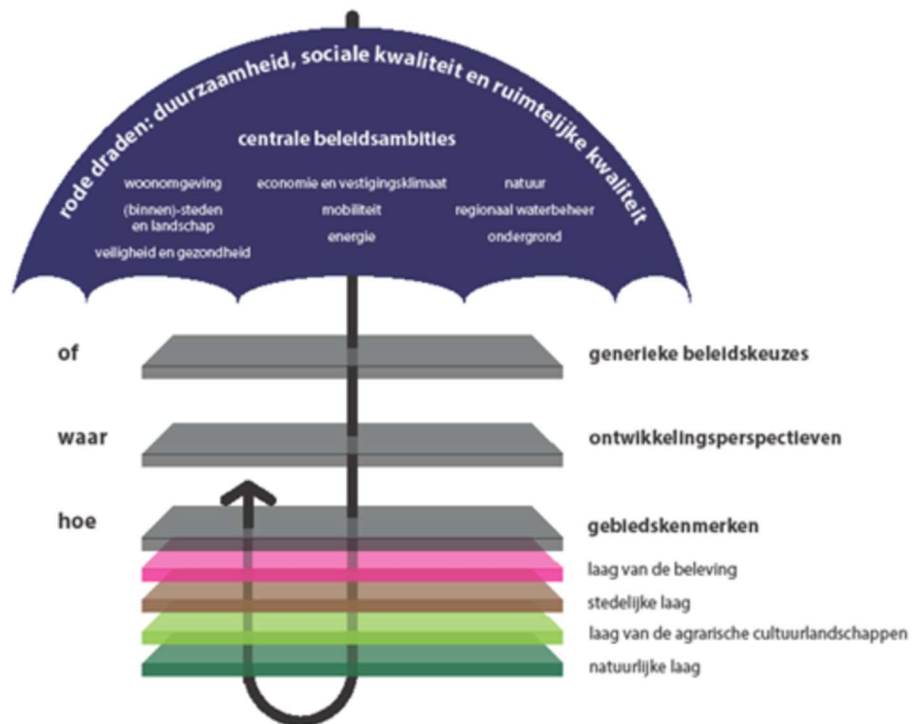 rode draden: duurzaamheid, sociale kwaliteit en ruimtelijke kwaliteit
centrale beleidsambities
woonomgeving
(binnen)-steden
en landschap
veiligheid en gezondheid
economie en vestigingsklimaat
mobiliteit
energie
natuur
regionaal waterbeheer
ondergrond
of
generieke beleidskeuzes
waar
ontwikkelingsperspectieven
hoe
gebiedskenmerken
laag van de beleving
stedelijke laag
laag van de agrarische cultuurlandschappen
natuurlijke laag